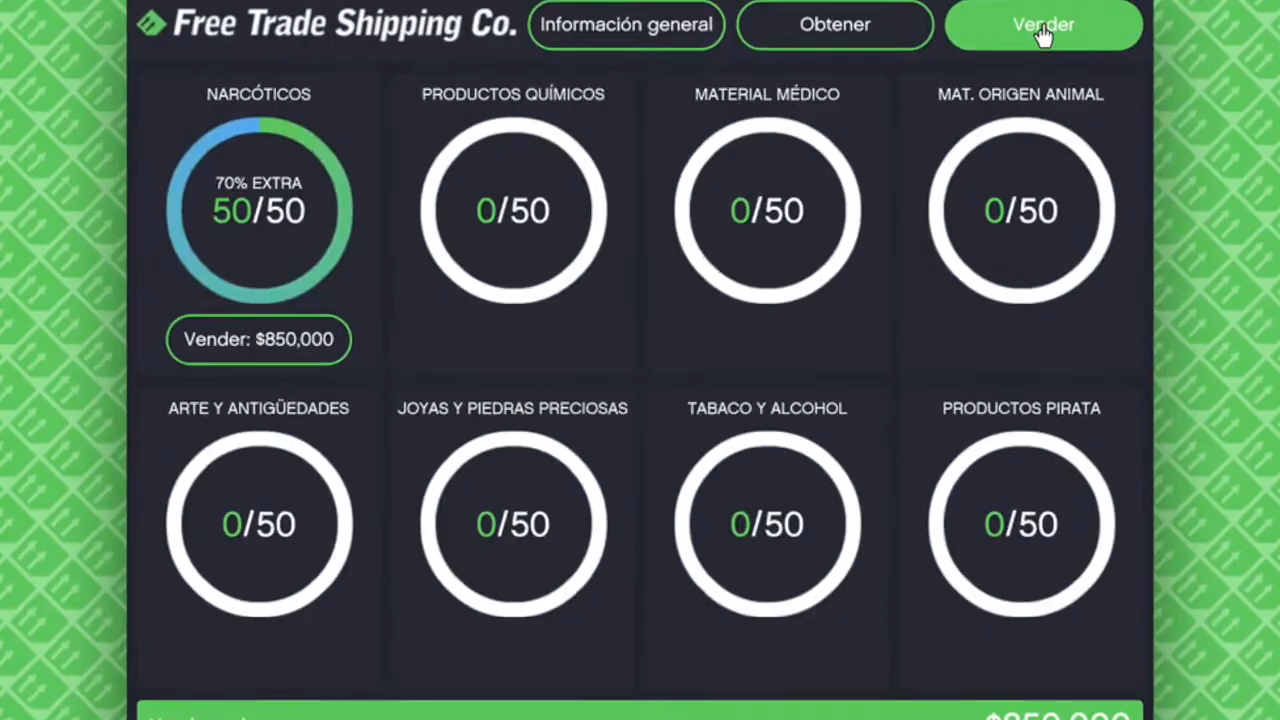 Free Trade Shipping Co.
Información general
Obtener
Vender
NARCÓTICOS
PRODUCTOS QUÍMICOS
MATERIAL MÉDICO
MAT. ORIGEN ANIMAL
70% EXTRA
50/50
0/50
0/50
0/50
Vender: $850,000
ARTE Y ANTIGÜEDADES
JOYAS Y PIEDRAS PRECIOSAS
TABACO Y ALCOHOL
PRODUCTOS PIRATA
0/50
0/50
0/50
0/50
$850,000